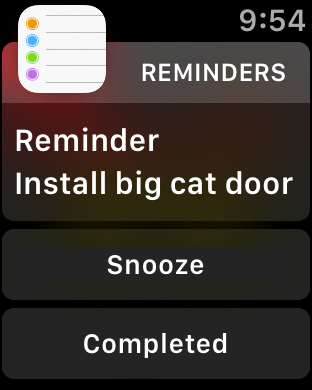 9:54
REMINDERS
Reminder
Install big cat door
Snooze
Completed